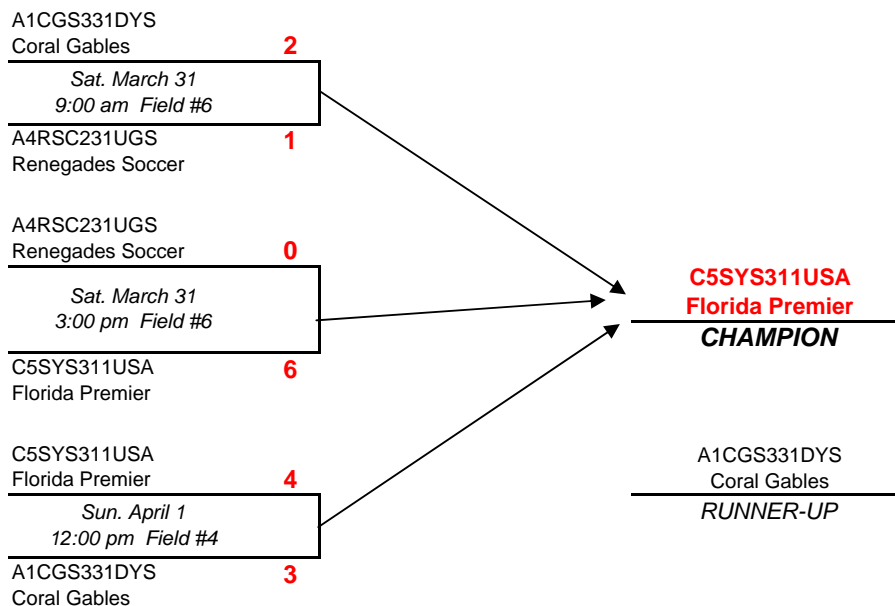 A1CGS331DYS
Coral Gables 2
Sat. March 31
9:00 am Field #6
A4RSC231UGS 1
Renegades Soccer
A4RSC231UGS
Renegades Soccer 0
Sat. March 31
3:00 pm Field #6
C5SYS311USA 6
Florida Premier
C5SYS311USA
Florida Premier 4
Sun. April 1
12:00 pm Field #4
A1CGS331DYS 3
Coral Gables
C5SYS311USA
Florida Premier
CHAMPION
A1CGS331DYS
Coral Gables
RUNNER-UP